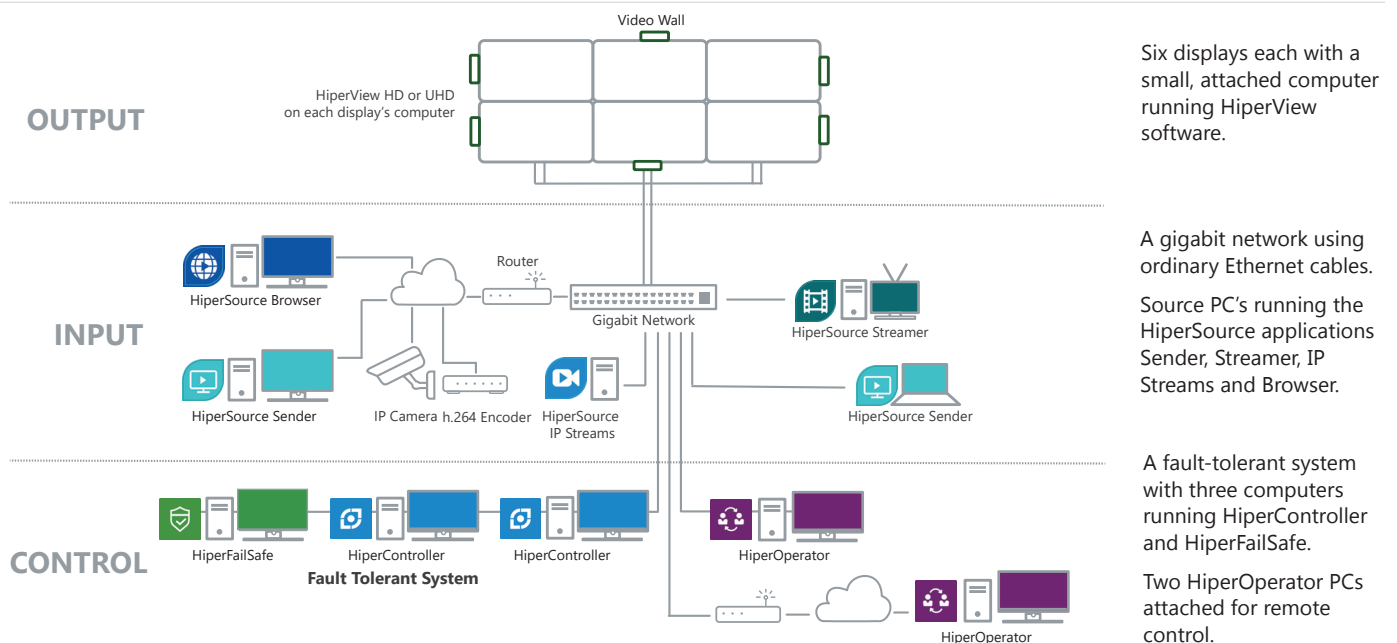 Video Wall
OUTPUT
HiperView HD or UHD
on each display's computer
Six displays each with a
small, attached computer
running HiperView
software.
INPUT
HiperSource Browser
Router
Gigabit Network
HiperSource Streamer
HiperSource Sender
IP Camera
h.264 Encoder
HiperSource
IP Streams
HiperSource Sender
A gigabit network using
ordinary Ethernet cables.
Source PC's running the
HiperSource applications
Sender, Streamer, IP
Streams and Browser.
CONTROL
HiperFailSafe
HiperController
HiperController
Fault Tolerant System
HiperOperator
HiperOperator
A fault-tolerant system
with three computers
running HiperController
and HiperFailSafe.
Two HiperOperator PCs
attached for remote
control.